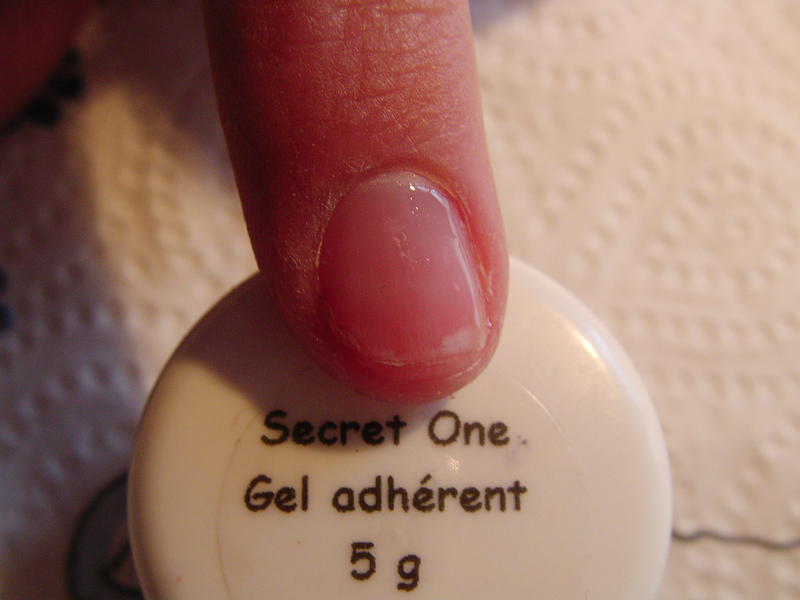 Secret One
Gel adhérent
5 g